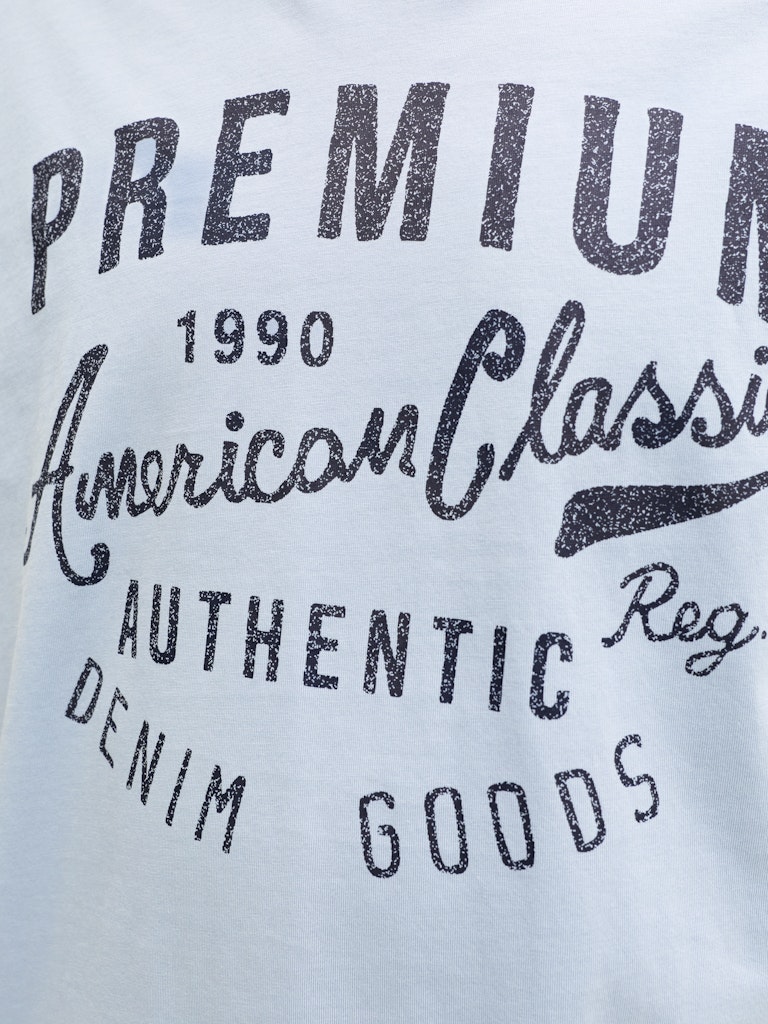 PREMIUM
1990
American Classi
Reg.
AUTHENTIC
DENIM GOODS